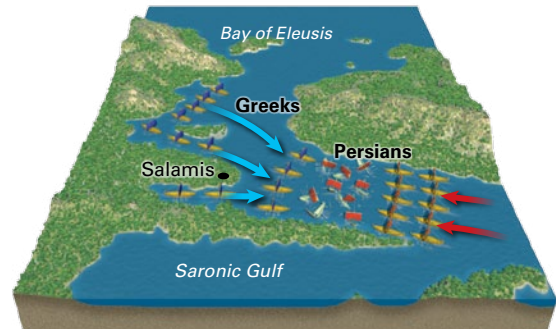 Bay of Eleusis
Greeks
Persians
Salamis
Saronic Gulf